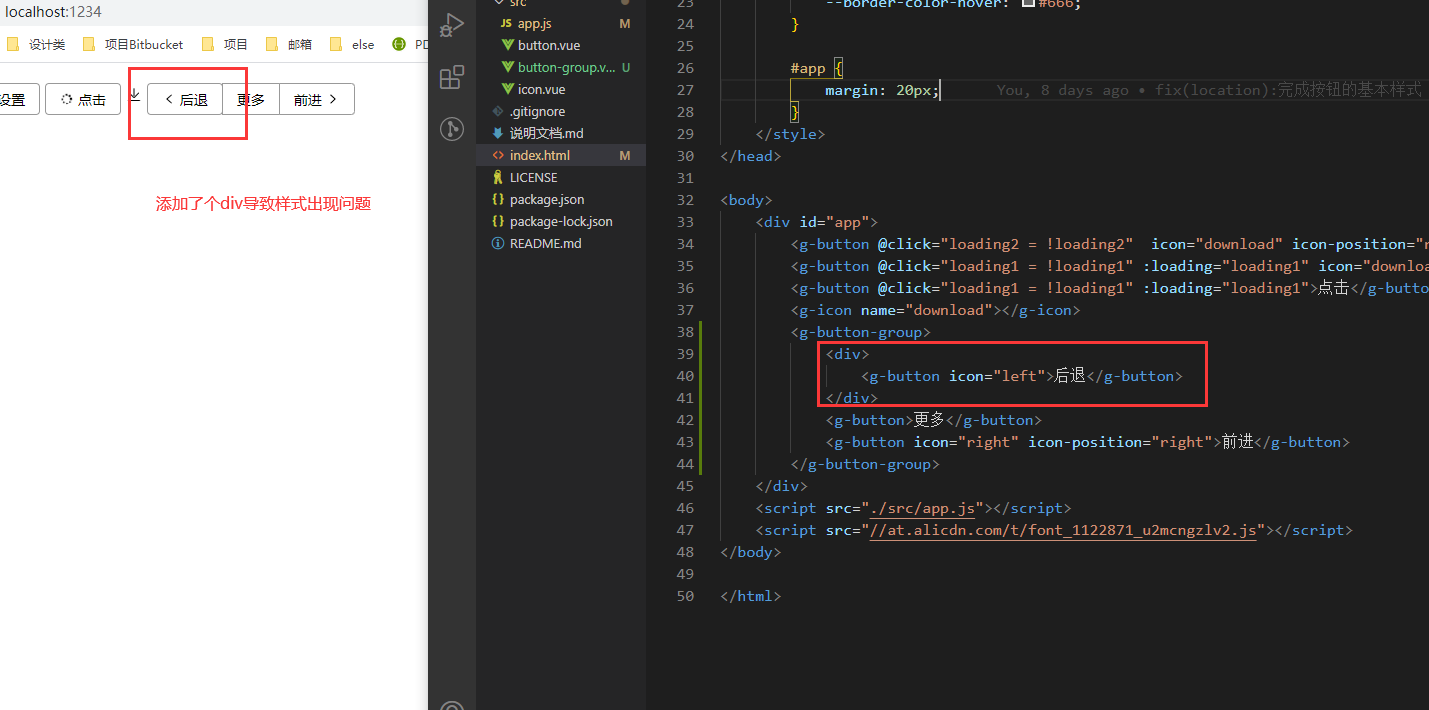 localhost:1234
设计类 项目Bitbucket 项目 邮箱 else PD
设置 点击 后退 更多 前进
添加了个div导致样式出现问题
src
JS app.js M
button.vue
button-group.v... U
icon.vue
.gitignore
说明文档.md
index.html M
LICENSE
package.json
package-lock.json
README.md
23 --border-color-hover: #666;
24 }
25
26 #app {
27 margin: 20px; You, 8 days ago • fix(location):完成按钮的基本样式
28 }
29 </style>
30 </head>
31
32 <body>
33 <div id="app">
34 <g-button @click="loading2 = !loading2"  icon="download" icon-position="r
35 <g-button @click="loading1 = !loading1" :loading="loading1" icon="downloa
36 <g-button @click="loading1 = !loading1" :loading="loading1">点击</g-butto
37 <g-icon name="download"></g-icon>
38 <g-button-group>
39 <div>
40 <g-button icon="left">后退</g-button>
41 </div>
42 <g-button>更多</g-button>
43 <g-button icon="right" icon-position="right">前进</g-button>
44 </g-button-group>
45 </div>
46 <script src="./src/app.js"></script>
47 <script src="//at.alicdn.com/t/font_1122871_u2mcngzlv2.js"></script>
48 </body>
49
50 </html>